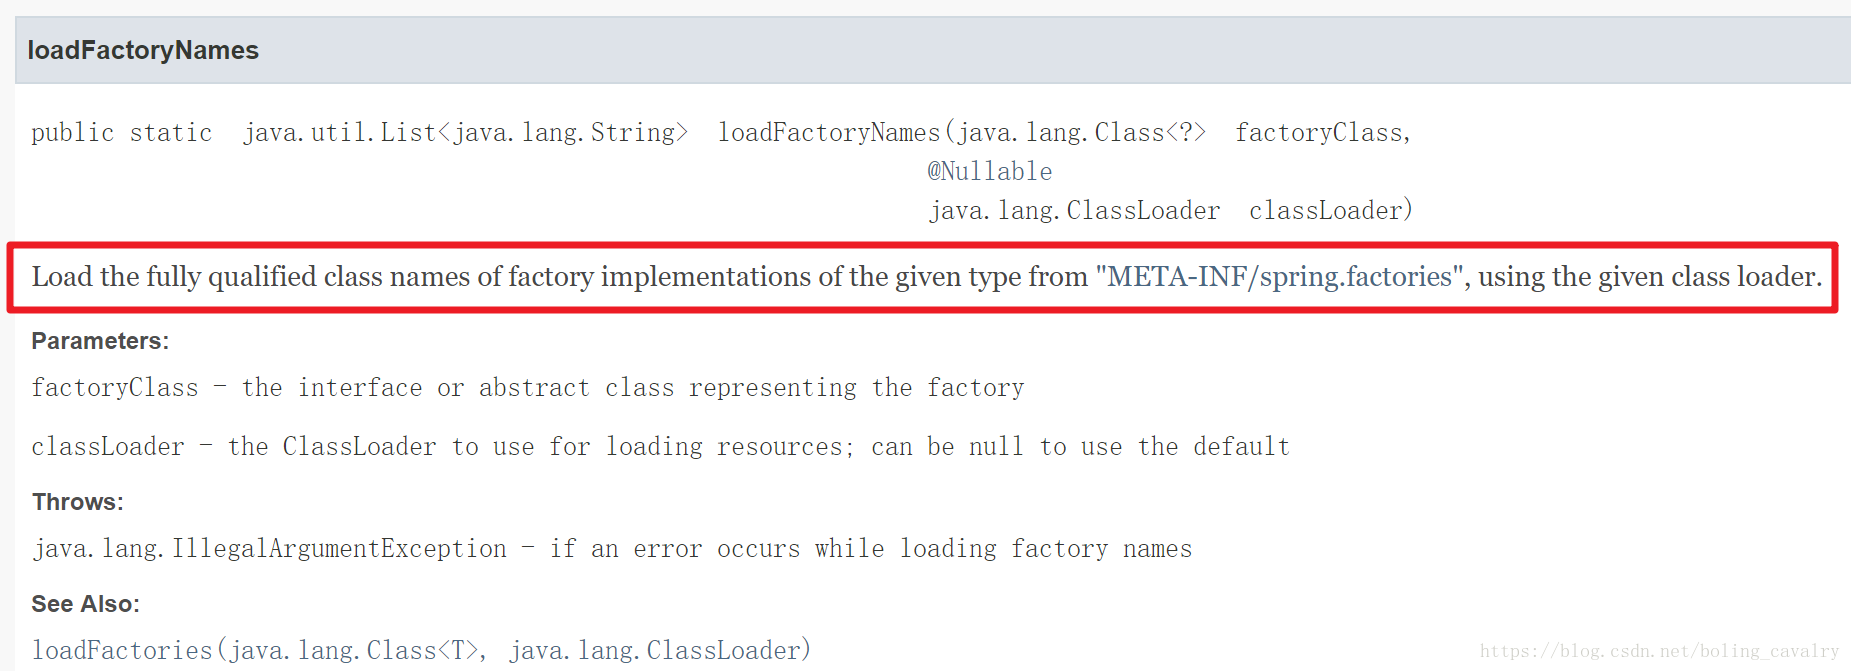 loadFactoryNames
public static java.util.List<java.lang.String> loadFactoryNames(java.lang.Class<?> factoryClass,
@Nullable
java.lang.ClassLoader classLoader)
Load the fully qualified class names of factory implementations of the given type from "META-INF/spring.factories", using the given class loader.
Parameters:
factoryClass - the interface or abstract class representing the factory
classLoader - the ClassLoader to use for loading resources; can be null to use the default
Throws:
java.lang.IllegalArgumentException - if an error occurs while loading factory names
See Also:
loadFactories(java.lang.Class<T>, java.lang.ClassLoader)
https://blog.csdn.net/boling_cavalry